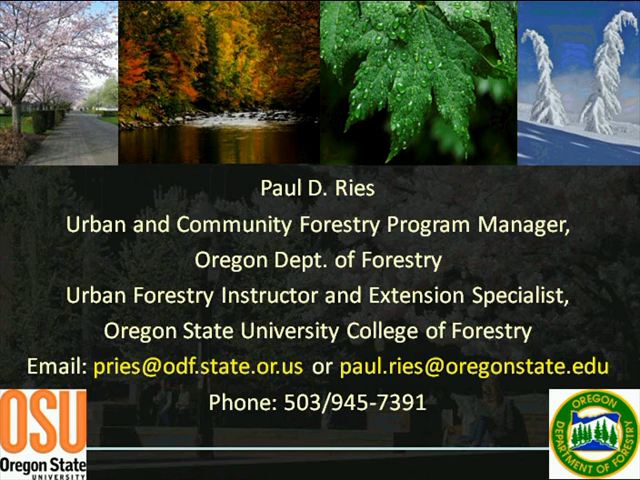 Paul D. Ries
Urban and Community Forestry Program Manager,
Oregon Dept. of Forestry
Urban Forestry Instructor and Extension Specialist,
Oregon State University College of Forestry
Email: pries@odf.state.or.us or paul.ries@oregonstate.edu
Phone: 503/945-7391
OSU
Oregon State
UNIVERSITY
OREGON
DEPARTMENT OF FORESTRY